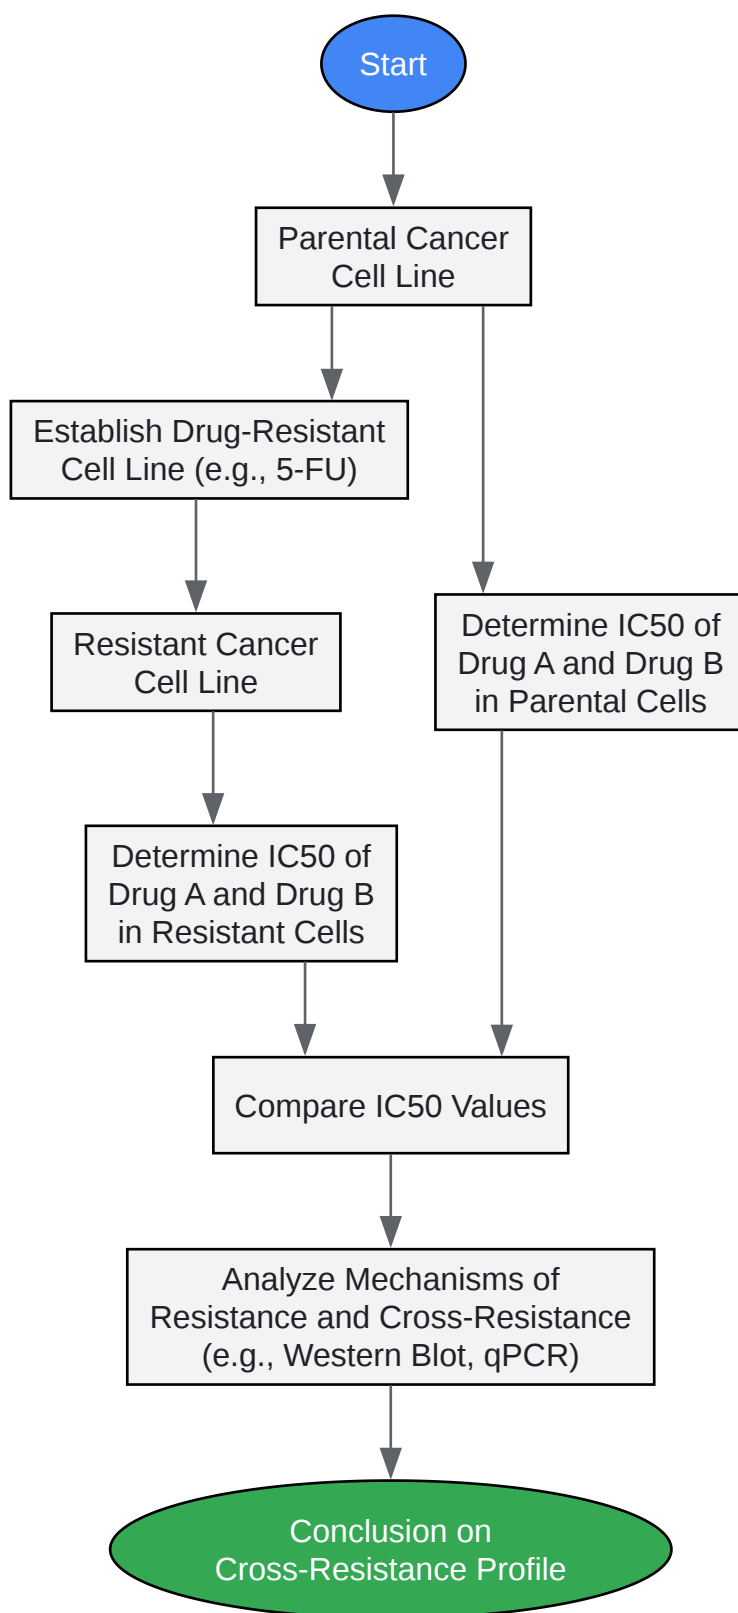 Start
Parental Cancer
Cell Line
Establish Drug-Resistant
Cell Line (e.g., 5-FU)
Resistant Cancer
Cell Line
Determine IC50 of
Drug A and Drug B
in Parental Cells
Determine IC50 of
Drug A and Drug B
in Resistant Cells
Compare IC50 Values
Analyze Mechanisms of
Resistance and Cross-Resistance
(e.g., Western Blot, qPCR)
Conclusion on
Cross-Resistance Profile